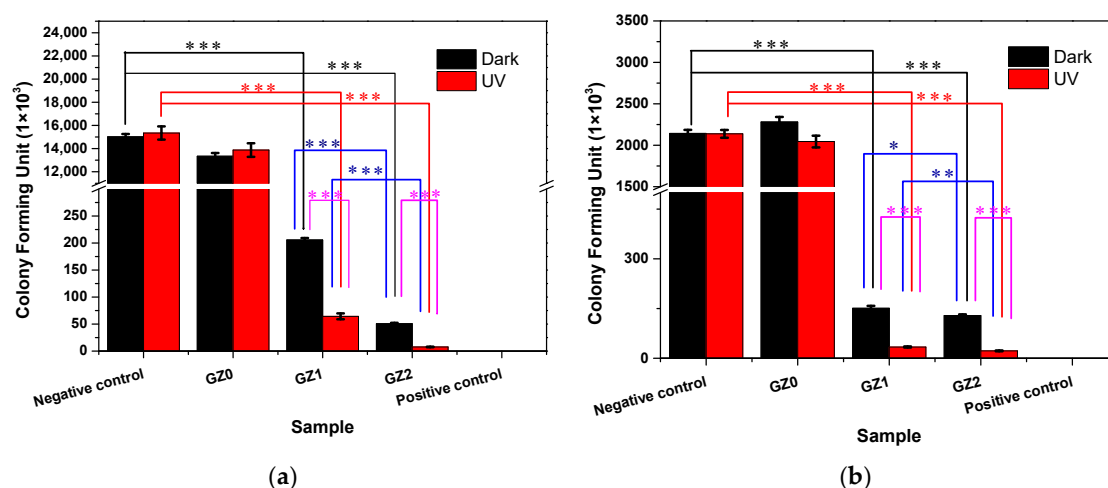 24,000
22,000
20,000
18,000
16,000
14,000
12,000
250
200
150
100
50
0
Colony Forming Unit (1×10³)
Dark
UV
***
***
***
***
***
***
***
***
Negative control
GZ0
GZ1
GZ2
Positive control
Sample
(a)
3500
3000
2500
2000
1500
300
0
Colony Forming Unit (1×10³)
Dark
UV
***
***
***
***
*
**
***
***
Negative control
GZ0
GZ1
GZ2
Positive control
Sample
(b)